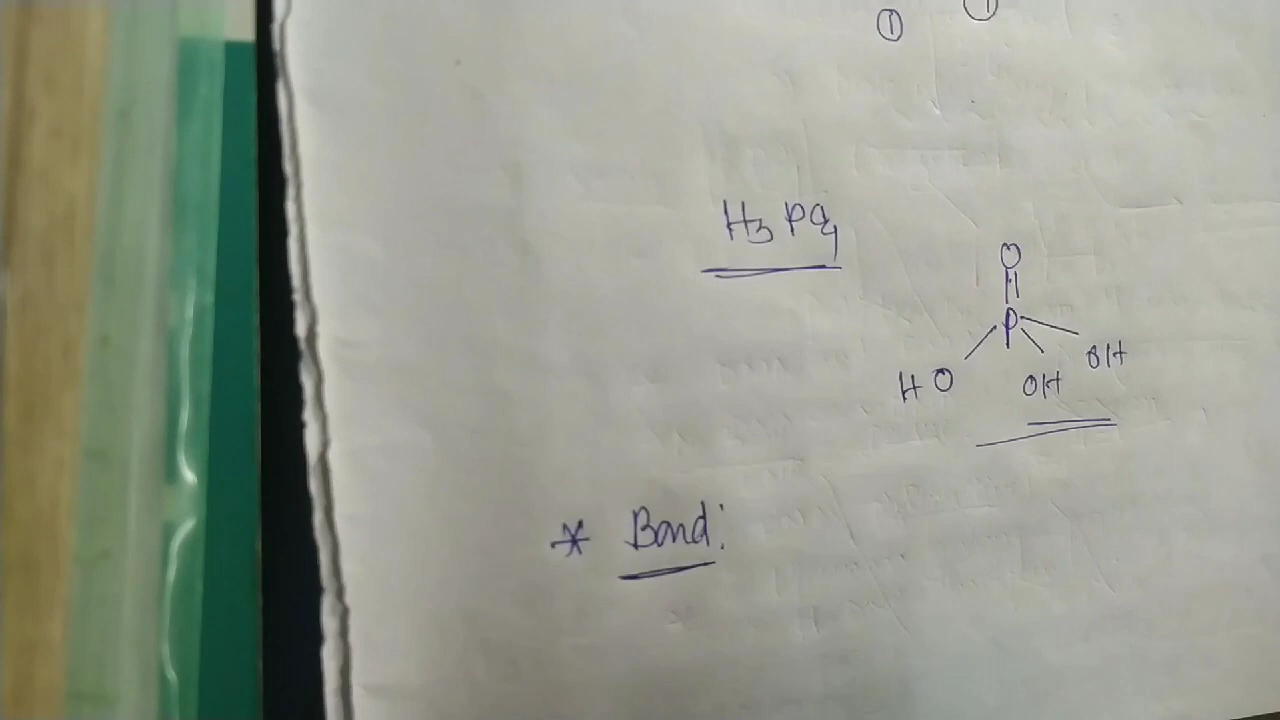 ① ①
H3PO4
O
P
HO OH OH
* Bond: